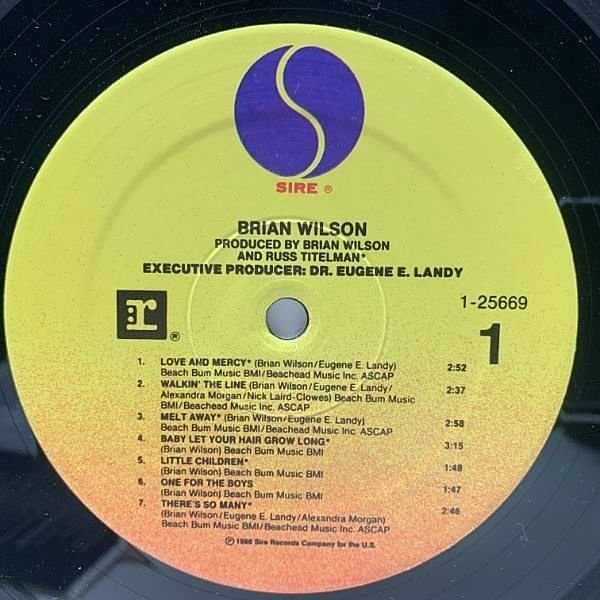 SIRE ®
BRIAN WILSON
PRODUCED BY BRIAN WILSON
AND RUSS TITELMAN*
EXECUTIVE PRODUCER: DR. EUGENE E. LANDY
r ®
1-25669
1
1. LOVE AND MERCY* (Brian Wilson/Eugene E. Landy)
Beach Bum Music BMI/Beachead Music Inc. ASCAP 2:52
2. WALKIN' THE LINE (Brian Wilson/Eugene E. Landy/
Alexandra Morgan/Nick Laird-Clowes) Beach Bum Music 2:37
BMI/Beachead Music Inc. ASCAP
3. MELT AWAY* (Brian Wilson/Eugene E. Landy)
Beach Bum Music BMI/Beachead Music Inc. ASCAP 2:58
4. BABY LET YOUR HAIR GROW LONG*
(Brian Wilson) Beach Bum Music BMI 3:15
5. LITTLE CHILDREN*
(Brian Wilson) Beach Bum Music BMI 1:48
6. ONE FOR THE BOYS
(Brian Wilson) Beach Bum Music BMI 1:47
7. THERE'S SO MANY*
(Brian Wilson/Eugene E. Landy/Alexandra Morgan) 2:46
Beach Bum Music BMI/Beachead Music Inc. ASCAP
℗ 1988 Sire Records Company for the U.S.